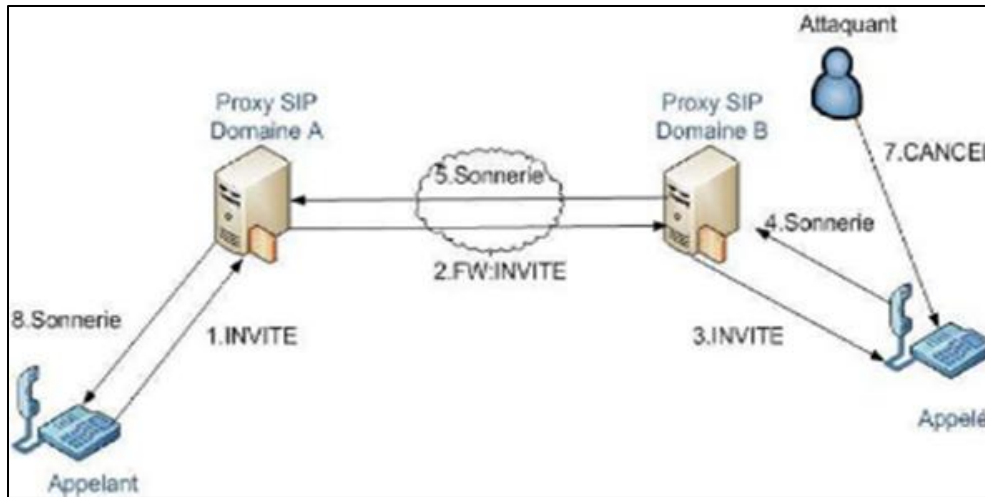 Attaquant
Proxy SIP
Domaine A
Proxy SIP
Domaine B
7.CANCEL
5.Sonnerie
4.Sonnerie
2.FW:INVITE
8.Sonnerie
1.INVITE
3.INVITE
Appelé
Appelant